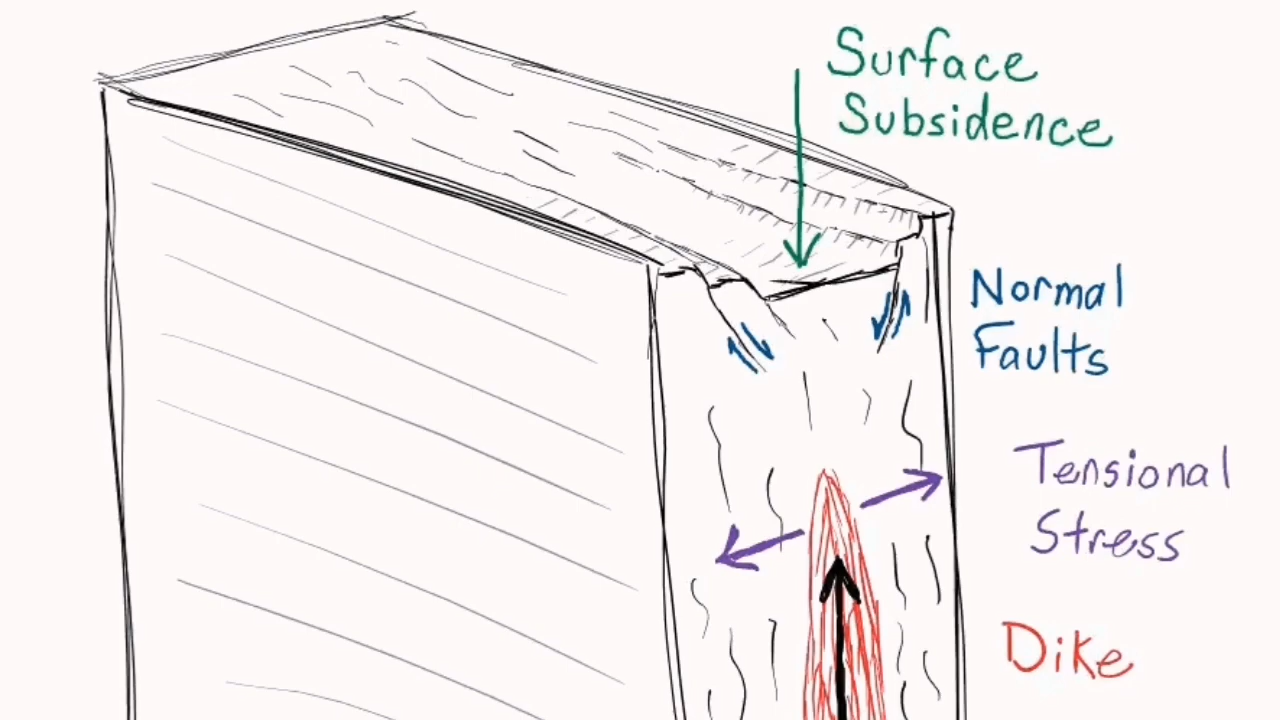 Surface
Subsidence
Normal
Faults
Tensional
Stress
Dike